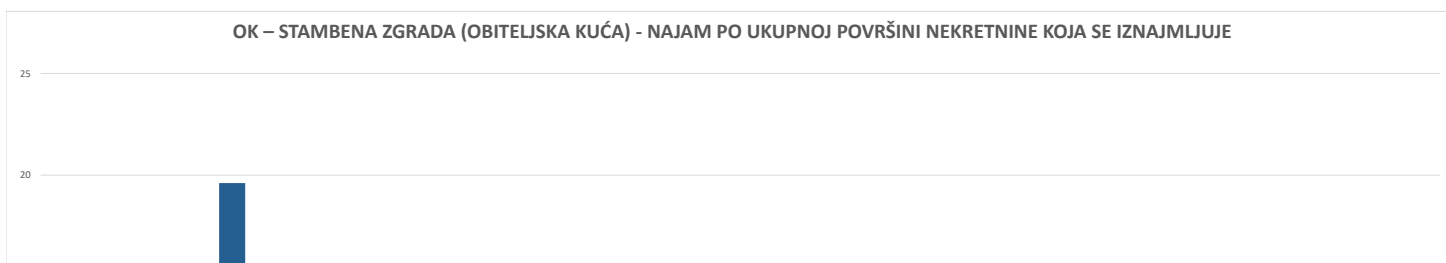 OK – STAMBENA ZGRADA (OBITELJSKA KUĆA) - NAJAM PO UKUPNOJ POVRŠINI NEKRETNINE KOJA SE IZNAJMLJUJE
25
20